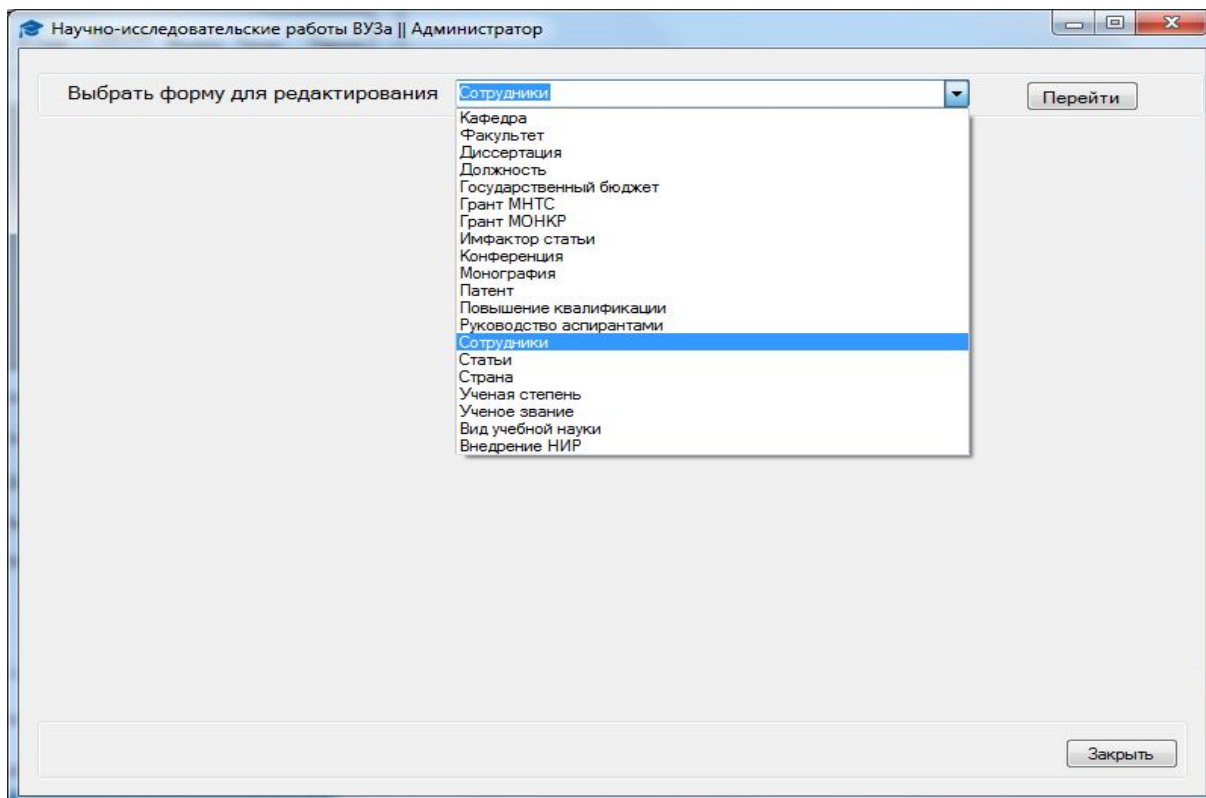 Научно-исследовательские работы ВУЗа || Администратор
Выбрать форму для редактирования Сотрудники Перейти
Кафедра
Факультет
Диссертация
Должность
Государственный бюджет
Грант МНТС
Грант МОНКР
Имфактор статьи
Конференция
Монография
Патент
Повышение квалификации
Руководство аспирантами
Сотрудники
Статьи
Страна
Ученая степень
Ученое звание
Вид учебной науки
Внедрение НИР
Закрыть